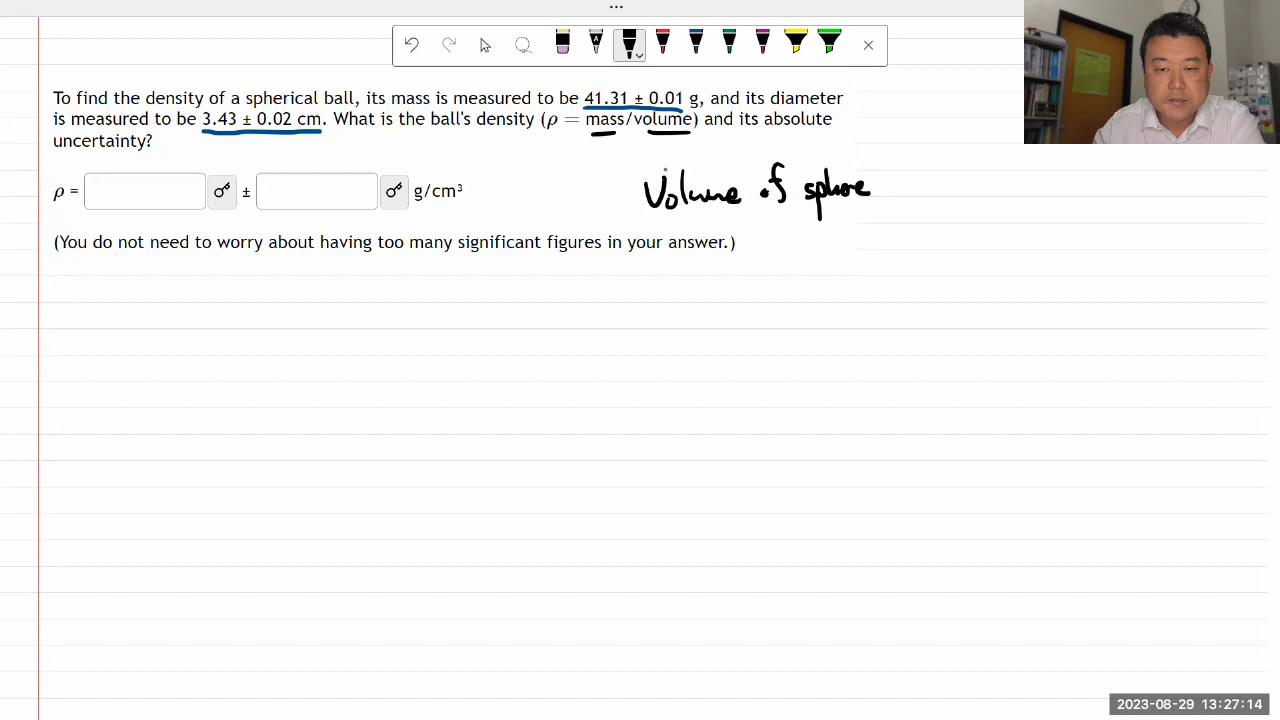 To find the density of a spherical ball, its mass is measured to be 41.31 ± 0.01 g, and its diameter
is measured to be 3.43 ± 0.02 cm. What is the ball's density (ρ = mass/volume) and its absolute
uncertainty?
Volume of sphere
ρ = ± g/cm³
(You do not need to worry about having too many significant figures in your answer.)
2023-08-29 13:27:14